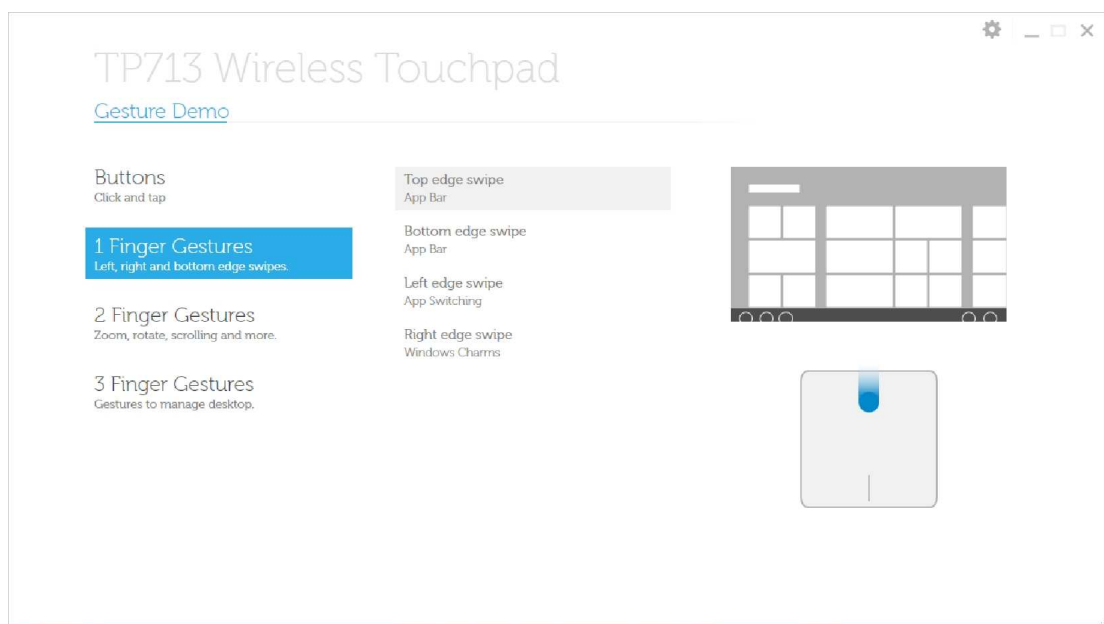 TP713 Wireless Touchpad
Gesture Demo
Buttons
Click and tap
1 Finger Gestures
Left, right and bottom edge swipes.
2 Finger Gestures
Zoom, rotate, scrolling and more.
3 Finger Gestures
Gestures to manage desktop.
Top edge swipe
App Bar
Bottom edge swipe
App Bar
Left edge swipe
App Switching
Right edge swipe
Windows Charms